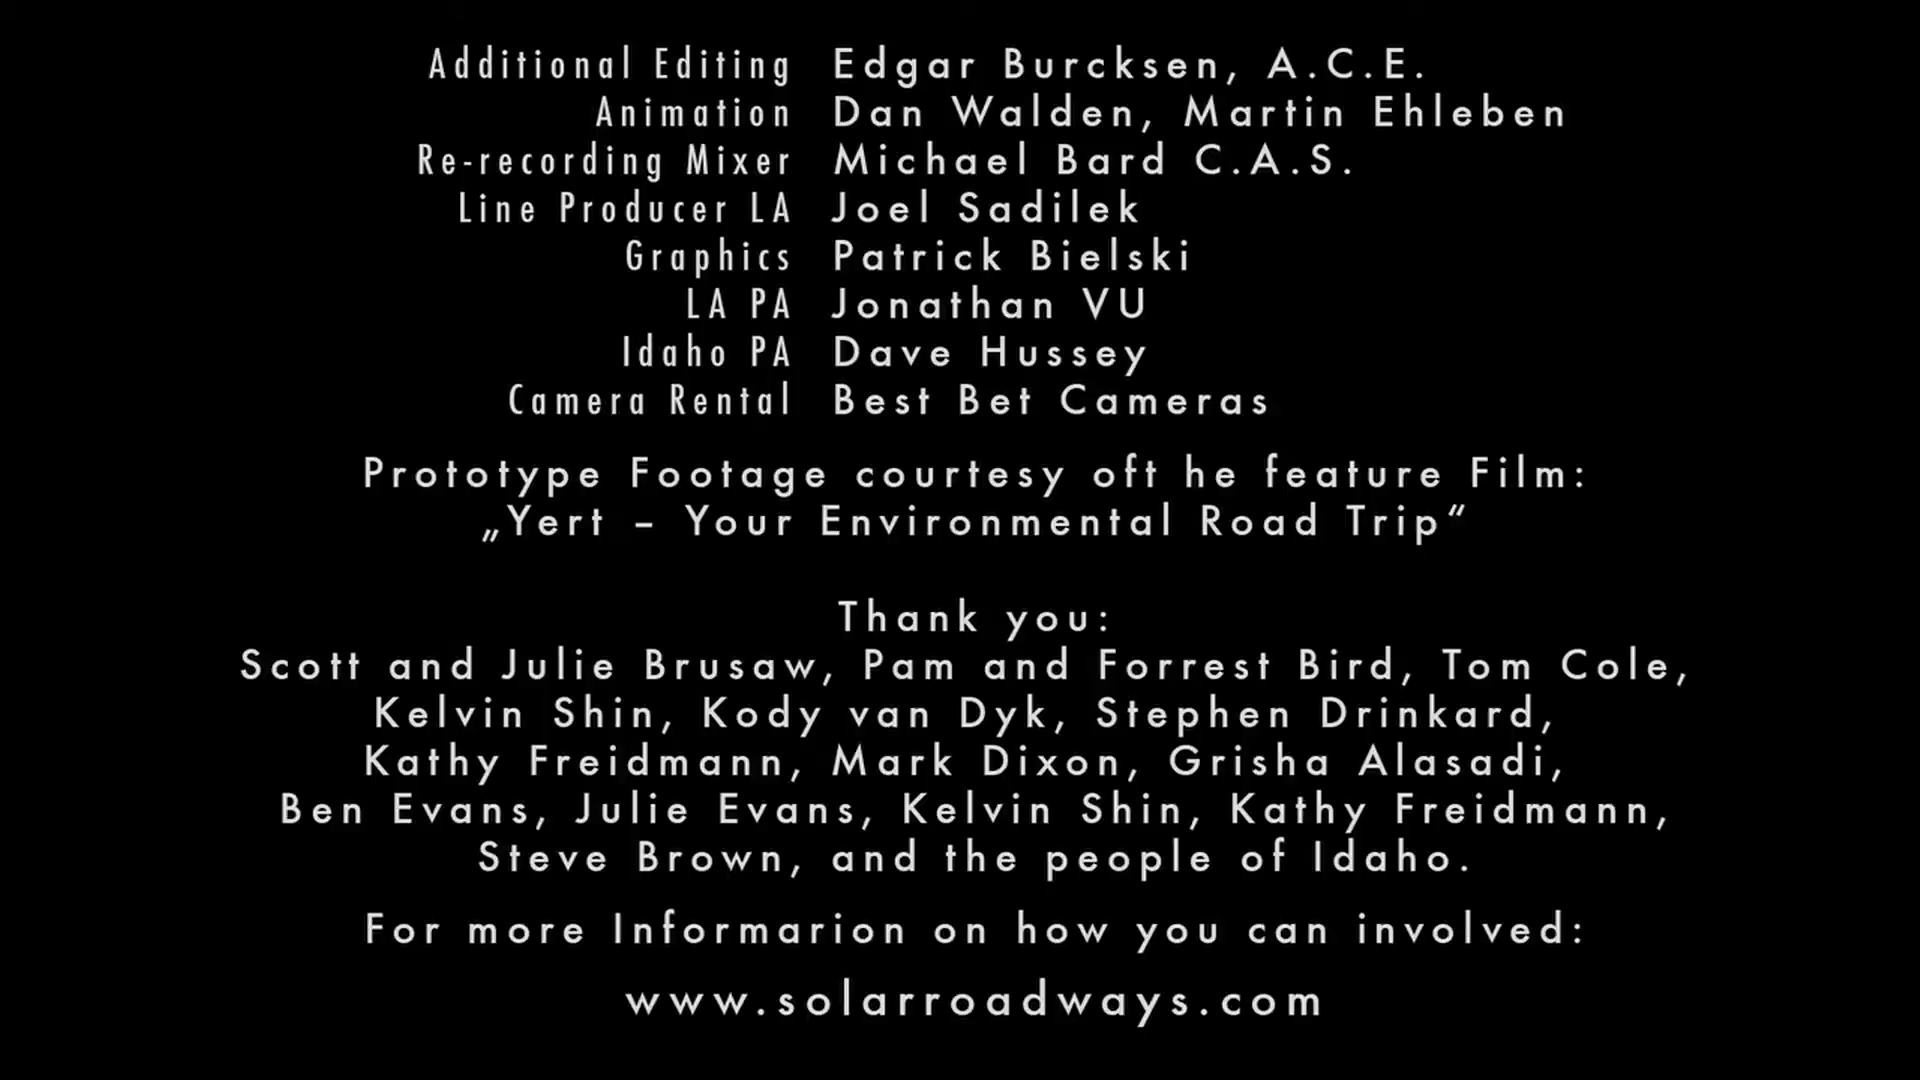 Additional Editing Edgar Burcksen, A.C.E.
Animation Dan Walden, Martin Ehleben
Re-recording Mixer Michael Bard C.A.S.
Line Producer LA Joel Sadilek
Graphics Patrick Bielski
LA PA Jonathan VU
Idaho PA Dave Hussey
Camera Rental Best Bet Cameras
Prototype Footage courtesy oft he feature Film:
„Yert – Your Environmental Road Trip“
Thank you:
Scott and Julie Brusaw, Pam and Forrest Bird, Tom Cole,
Kelvin Shin, Kody van Dyk, Stephen Drinkard,
Kathy Freidmann, Mark Dixon, Grisha Alasadi,
Ben Evans, Julie Evans, Kelvin Shin, Kathy Freidmann,
Steve Brown, and the people of Idaho.
For more Informarion on how you can involved:
www.solarroadways.com